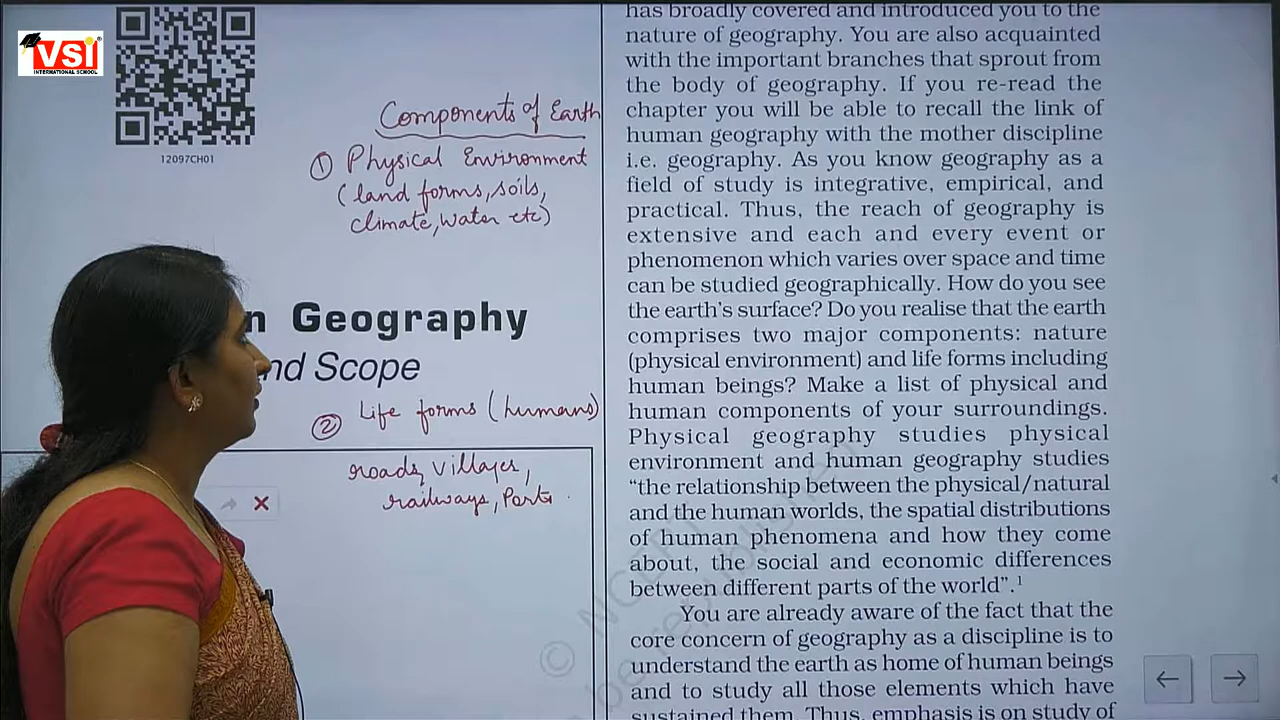 VSI
INTERNATIONAL SCHOOL
12097CH01
Components of Earth
① Physical Environment
(land forms, soils,
climate, water etc)
n Geography
nd Scope
② Life forms (humans)
roads, villages,
railways, Ports
has broadly covered and introduced you to the
nature of geography. You are also acquainted
with the important branches that sprout from
the body of geography. If you re-read the
chapter you will be able to recall the link of
human geography with the mother discipline
i.e. geography. As you know geography as a
field of study is integrative, empirical, and
practical. Thus, the reach of geography is
extensive and each and every event or
phenomenon which varies over space and time
can be studied geographically. How do you see
the earth's surface? Do you realise that the earth
comprises two major components: nature
(physical environment) and life forms including
human beings? Make a list of physical and
human components of your surroundings.
Physical geography studies physical
environment and human geography studies
"the relationship between the physical/natural
and the human worlds, the spatial distributions
of human phenomena and how they come
about, the social and economic differences
between different parts of the world".¹
You are already aware of the fact that the
core concern of geography as a discipline is to
understand the earth as home of human beings
and to study all those elements which have
sustained them. Thus, emphasis is on study of
© NCERT
be republished